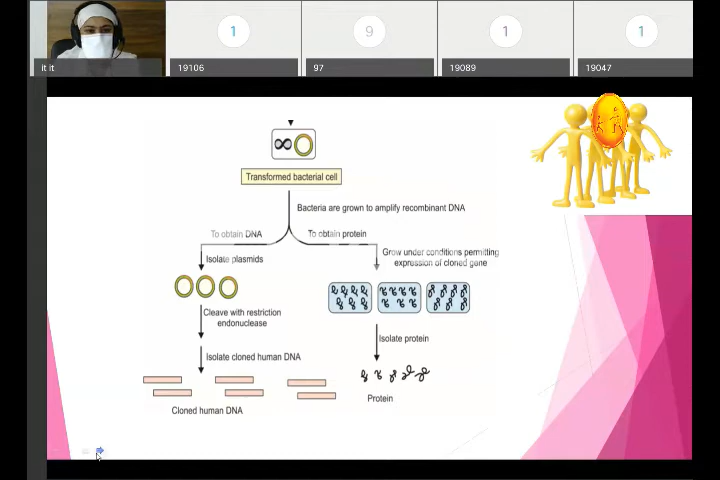 1
9
1
1
it it
19106
97
19089
19047
Transformed bacterial cell
Bacteria are grown to amplify recombinant DNA
To obtain DNA
To obtain protein
Isolate plasmids
Grow under conditions permitting
expression of cloned gene
Cleave with restriction
endonuclease
Isolate protein
Isolate cloned human DNA
Protein
Cloned human DNA